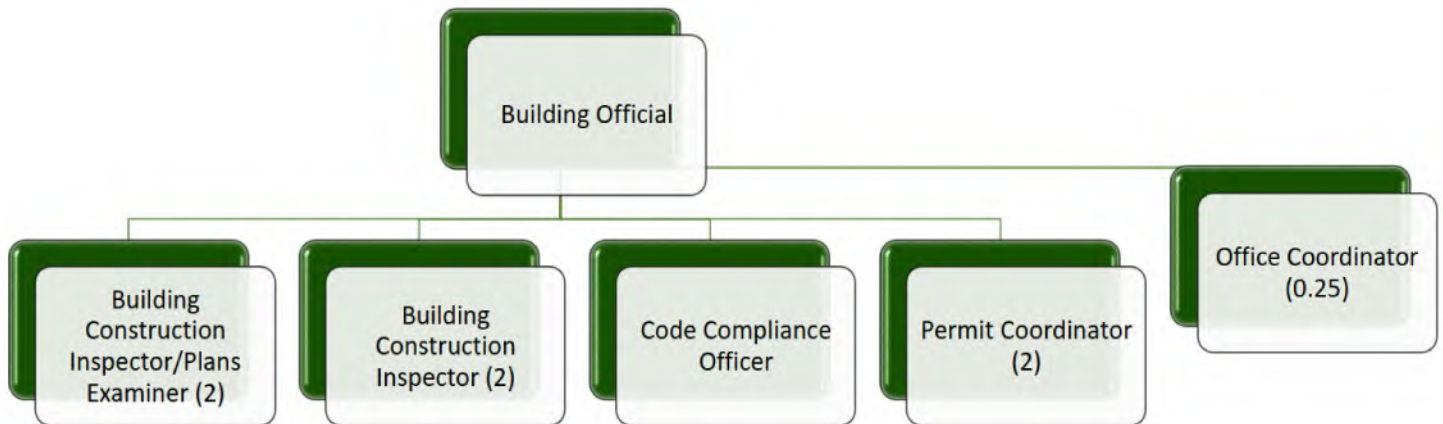 Building Official
Office Coordinator
(0.25)
Building
Construction
Inspector/Plans
Examiner (2)
Building
Construction
Inspector (2)
Code Compliance
Officer
Permit Coordinator
(2)